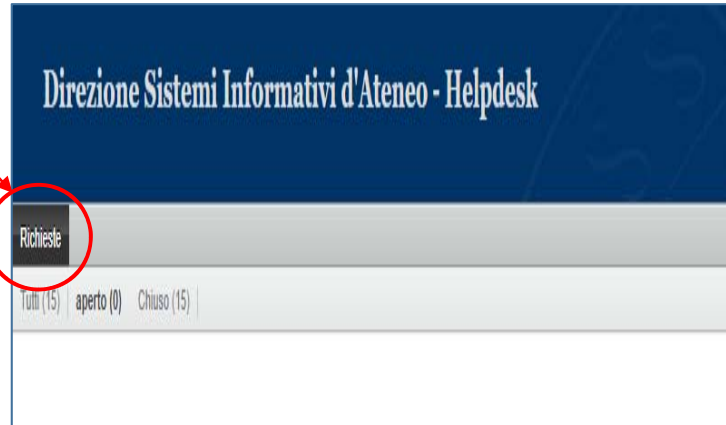 Direzione Sistemi Informativi d'Ateneo - Helpdesk
Richieste
Tutti (15) aperto (0) Chiuso (15)